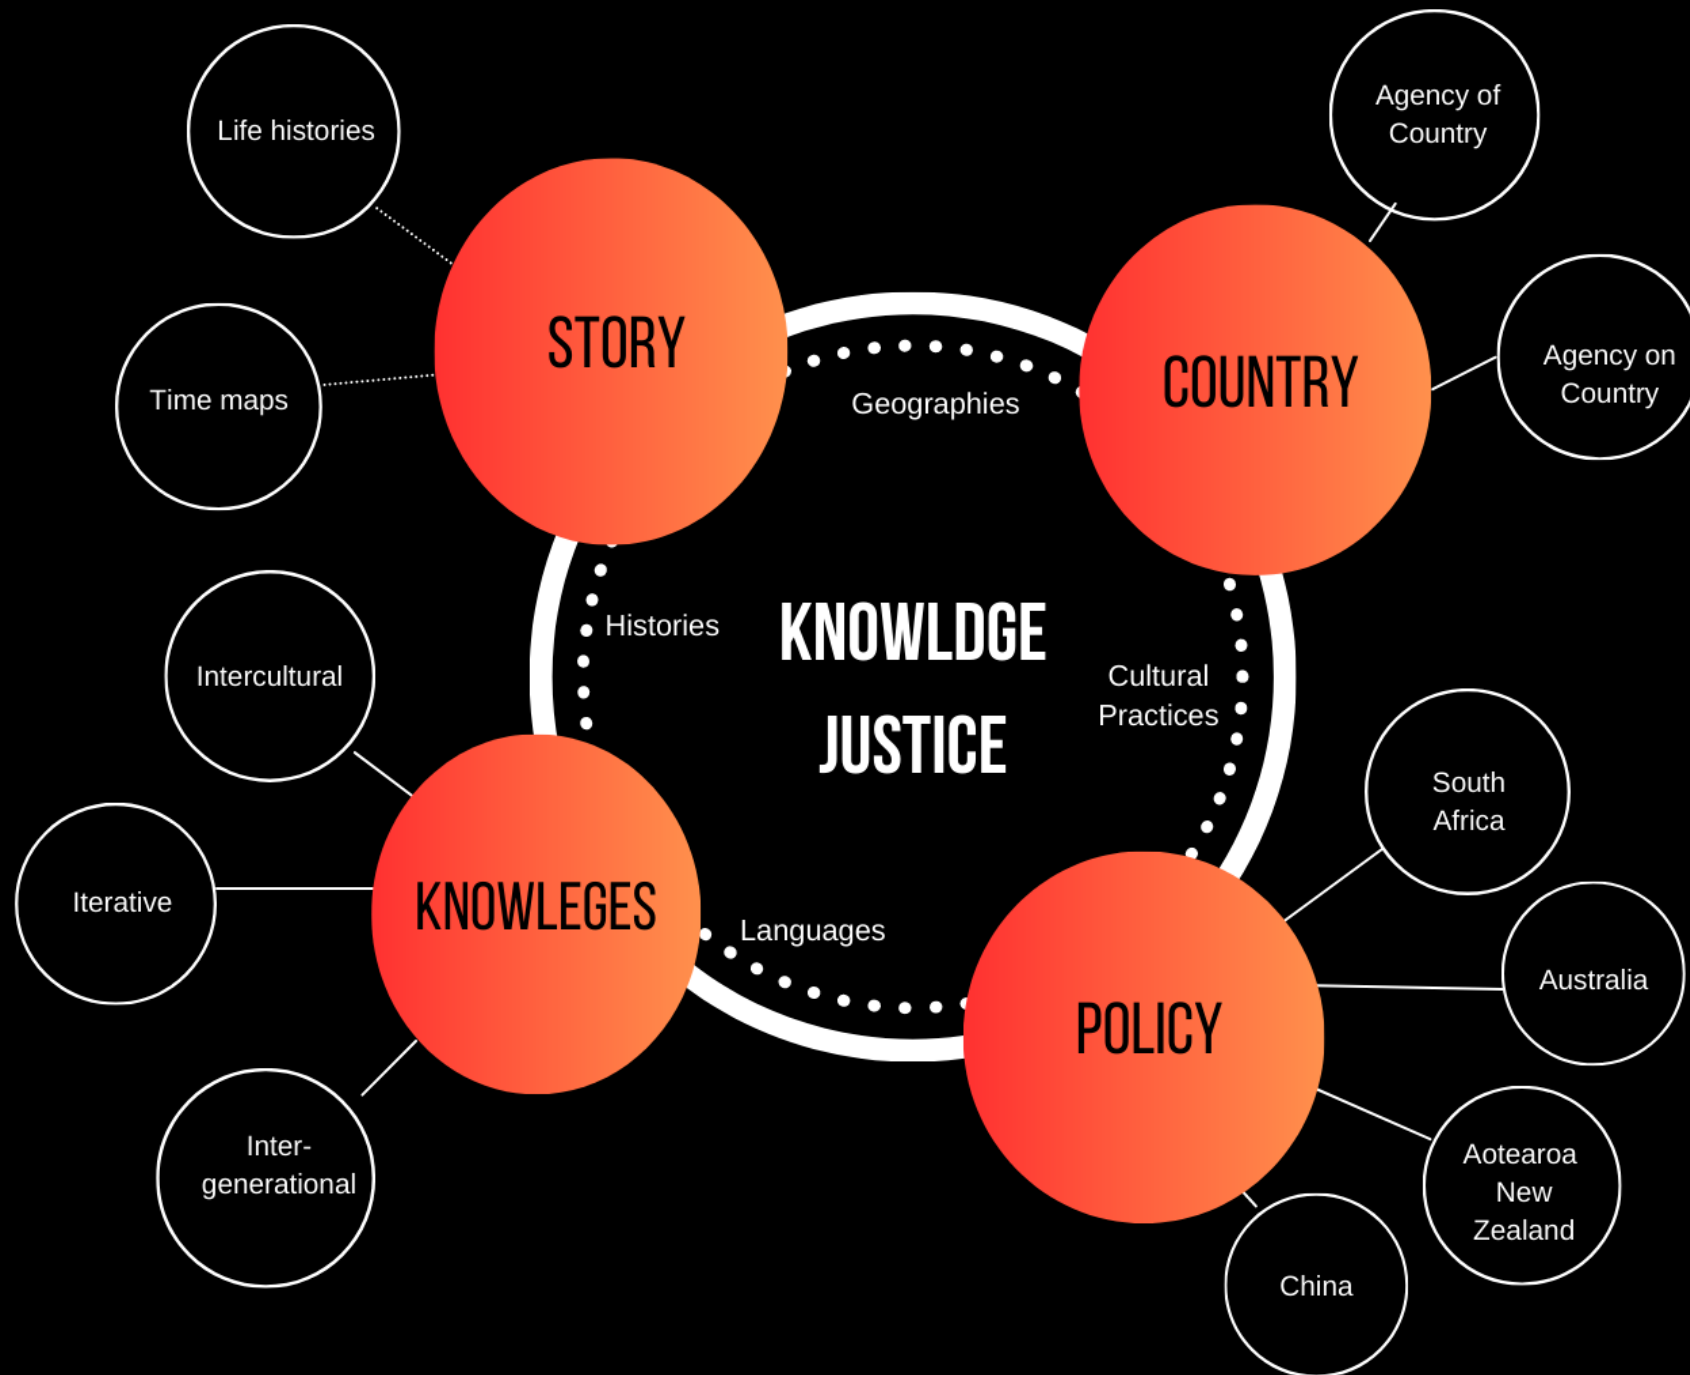 Life histories
Time maps
STORY
Agency of
Country
Agency on
Country
COUNTRY
Geographies
Histories
KNOWLDGE
JUSTICE
Cultural
Practices
Languages
Intercultural
Iterative
Inter-
generational
KNOWLEGES
POLICY
South
Africa
Australia
Aotearoa
New
Zealand
China